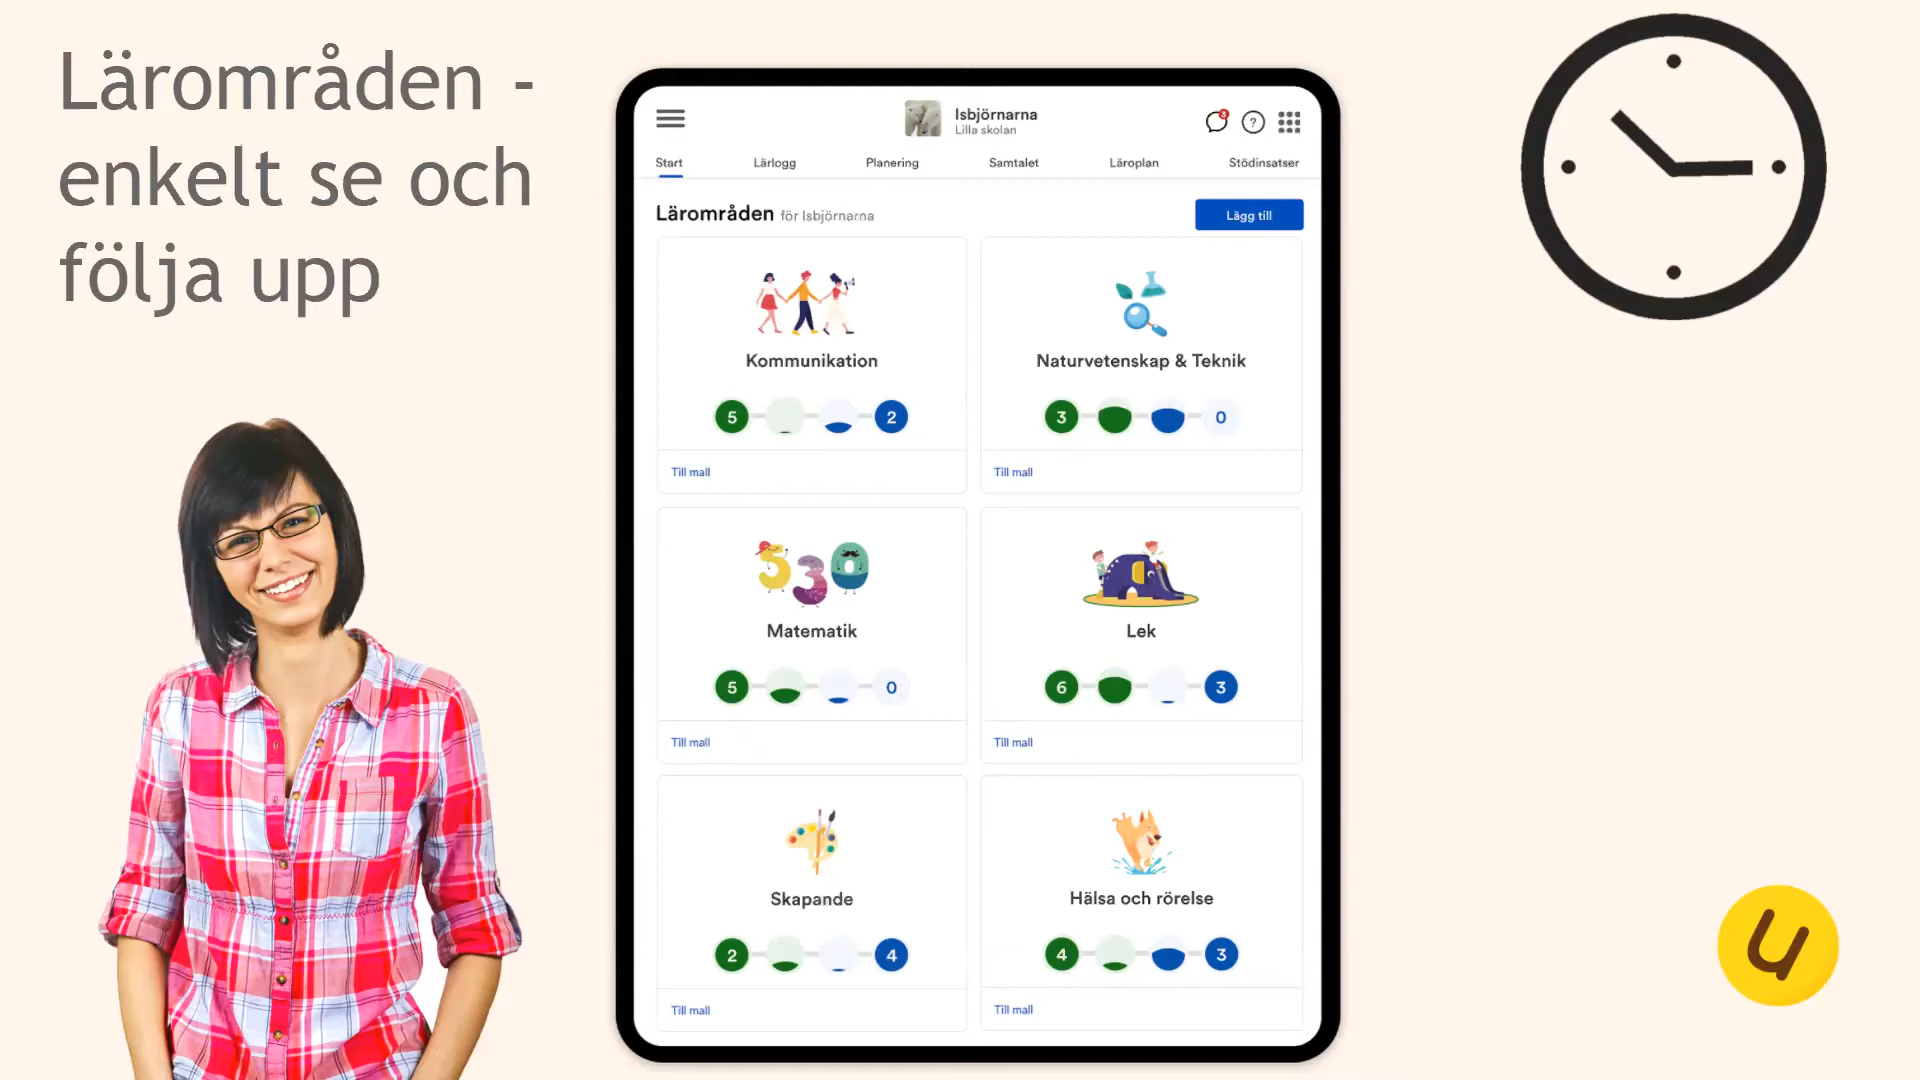 Lärområden -
enkelt se och
följa upp
Isbjörnarna
Lilla skolan
3
?
Start Lärlogg Planering Samtalet Läroplan Stödinsatser
Lärområden för Isbjörnarna
Lägg till
Kommunikation
5 2
Till mall
Naturvetenskap & Teknik
3 0
Till mall
530
Matematik
5 0
Till mall
Lek
6 3
Till mall
Skapande
2 4
Till mall
Hälsa och rörelse
4 3
Till mall
u